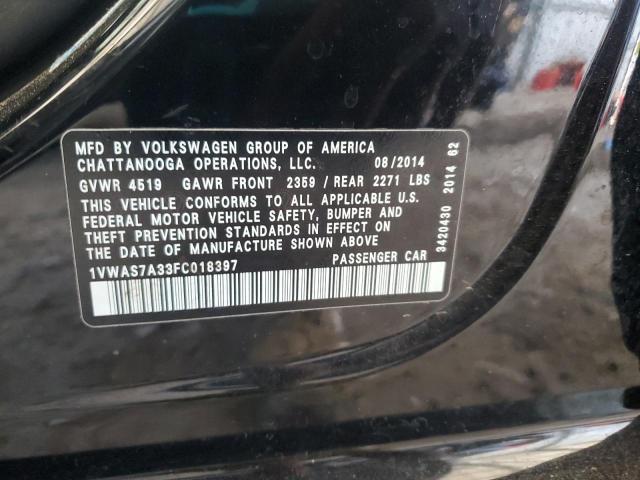 MFD BY VOLKSWAGEN GROUP OF AMERICA
CHATTANOOGA OPERATIONS, LLC. 08/2014
GVWR 4519 GAWR FRONT 2359 / REAR 2271 LBS
THIS VEHICLE CONFORMS TO ALL APPLICABLE U.S.
FEDERAL MOTOR VEHICLE SAFETY, BUMPER AND
THEFT PREVENTION STANDARDS IN EFFECT ON
THE DATE OF MANUFACTURE SHOWN ABOVE
1VWAS7A33FC018397 PASSENGER CAR
3420430 2014 62